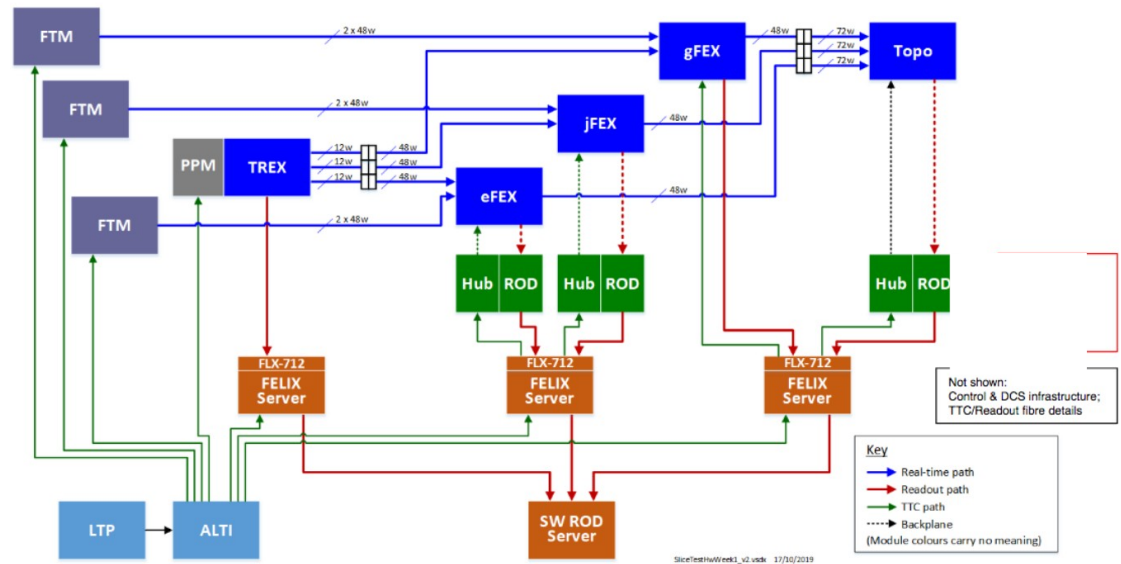 FTM
2 x 48w
gFEX
48w
72w
72w
72w
Topo
FTM
2 x 48w
jFEX
48w
PPM
TREX
12w
48w
12w
48w
12w
48w
eFEX
48w
FTM
2 x 48w
Hub
ROD
Hub
ROD
Hub
ROD
FLX-712
FELIX
Server
FLX-712
FELIX
Server
FLX-712
FELIX
Server
Not shown:
Control & DCS infrastructure;
TTC/Readout fibre details
Key
Real-time path
Readout path
TTC path
Backplane
(Module colours carry no meaning)
LTP
ALTI
SW ROD
Server
SliceTestHwWeek1_v2.vsdx 17/10/2019